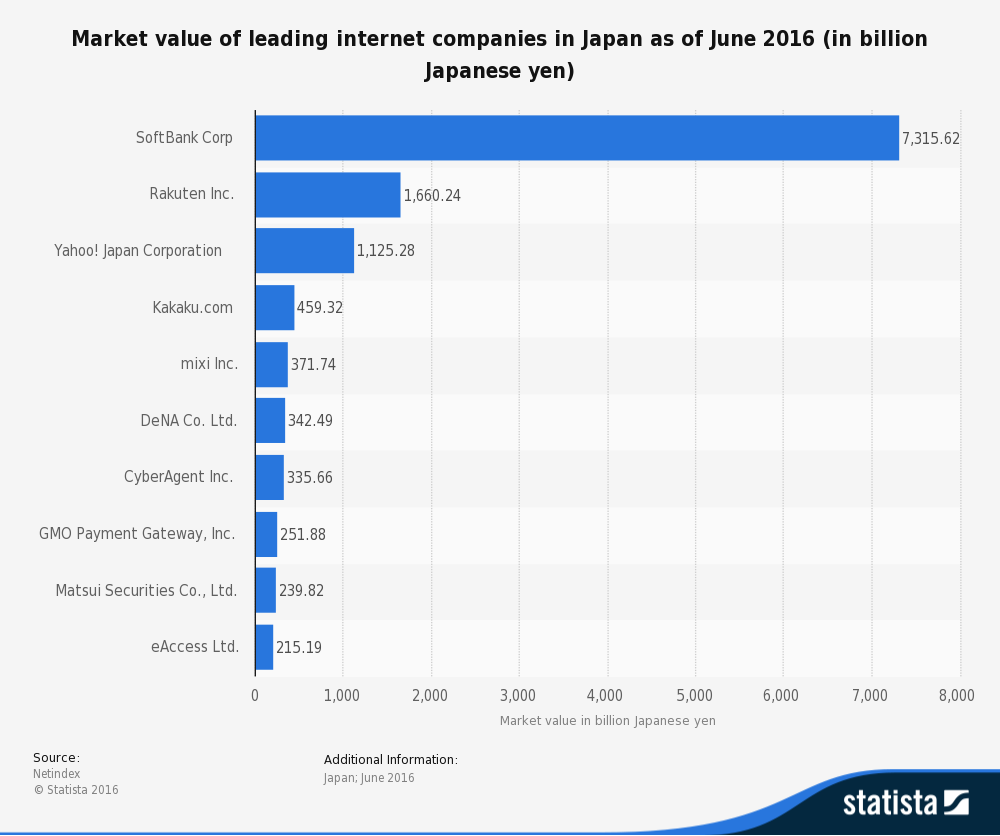 Market value of leading internet companies in Japan as of June 2016 (in billion
Japanese yen)
SoftBank Corp 7,315.62
Rakuten Inc. 1,660.24
Yahoo! Japan Corporation 1,125.28
Kakaku.com 459.32
mixi Inc. 371.74
DeNA Co. Ltd. 342.49
CyberAgent Inc. 335.66
GMO Payment Gateway, Inc. 251.88
Matsui Securities Co., Ltd. 239.82
eAccess Ltd. 215.19
0 1,000 2,000 3,000 4,000 5,000 6,000 7,000 8,000
Market value in billion Japanese yen
Source:
Netindex
© Statista 2016
Additional Information:
Japan; June 2016
statista